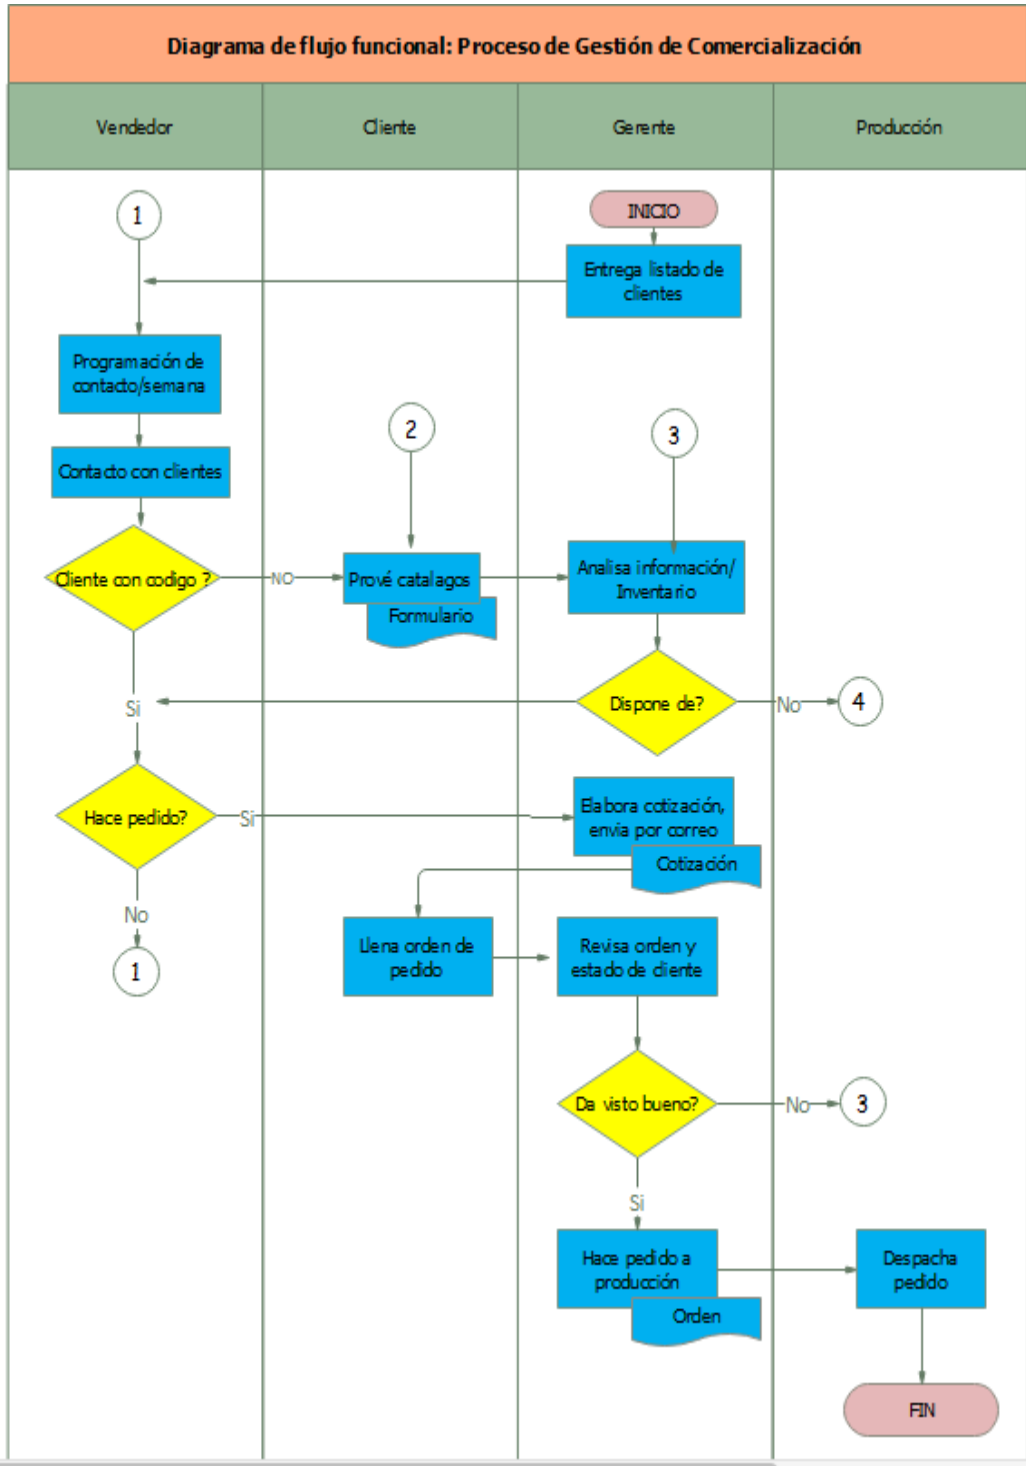 Diagrama de flujo funcional: Proceso de Gestión de Comercialización
Vendedor
Cliente
Gerente
Producción
1
INICIO
Entrega listado de
clientes
Programación de
contacto/semana
2
3
Contacto con clientes
Cliente con codigo ?
NO
Prové catalagos
Formulario
Analisa información/
Inventario
Si
Dispone de?
No
4
Hace pedido?
Si
Elabora cotización,
envia por correo
Cotización
No
1
Llena orden de
pedido
Revisa orden y
estado de cliente
Da visto bueno?
No
3
Si
Hace pedido a
producción
Orden
Despacha
pedido
FIN